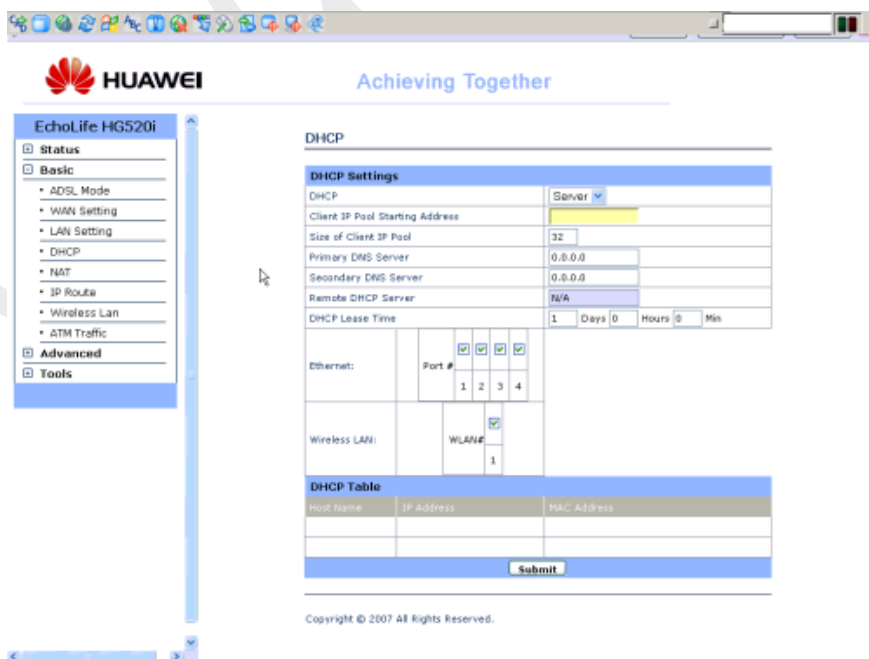 HUAWEI
Achieving Together
EchoLife HG520i
Status
Basic
ADSL Mode
WAN Setting
LAN Setting
DHCP
NAT
IP Route
Wireless Lan
ATM Traffic
Advanced
Tools
DHCP
DHCP Settings
DHCP Server
Client IP Pool Starting Address
Size of Client IP Pool 32
Primary DNS Server 0.0.0.0
Secondary DNS Server 0.0.0.0
Remote DHCP Server N/A
DHCP Lease Time 1 Days 0 Hours 0 Min
Ethernet: Port #
1 2 3 4
Wireless LAN: WLAN#
1
DHCP Table
Host Name IP Address MAC Address
Submit
Copyright © 2007 All Rights Reserved.